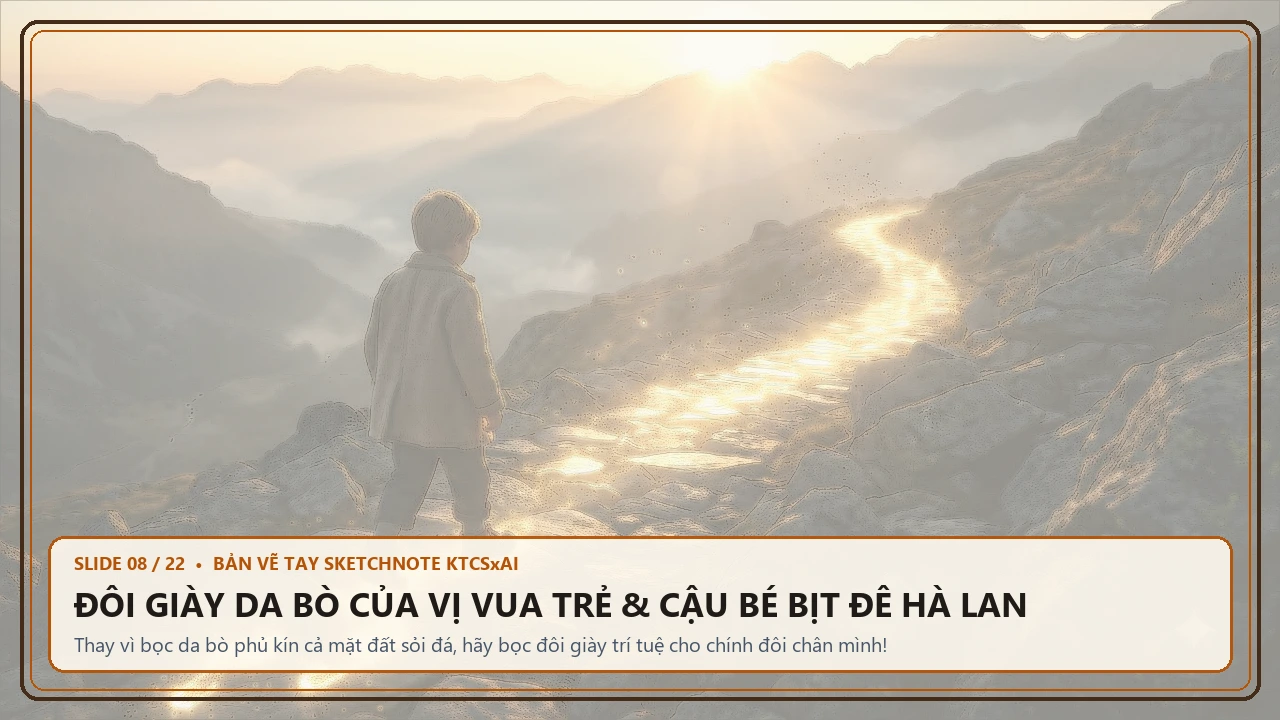 SLIDE 08 / 22 • BẢN VẼ TAY SKETCHNOTE KTCSxAI
ĐÔI GIÀY DA BÒ CỦA VỊ VUA TRẺ & CẬU BÉ BỊT ĐÊ HÀ LAN
Thay vì bọc da bò phủ kín cả mặt đất sỏi đá, hãy bọc đôi giày trí tuệ cho chính đôi chân mình!